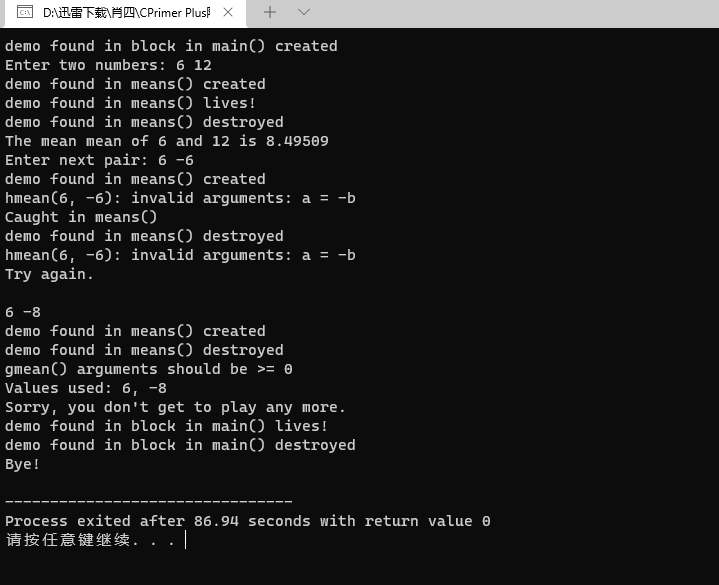 D:\迅雷下载\肖四\CPrimer Plus
demo found in block in main() created
Enter two numbers: 6 12
demo found in means() created
demo found in means() lives!
demo found in means() destroyed
The mean mean of 6 and 12 is 8.49509
Enter next pair: 6 -6
demo found in means() created
hmean(6, -6): invalid arguments: a = -b
Caught in means()
demo found in means() destroyed
hmean(6, -6): invalid arguments: a = -b
Try again.
6 -8
demo found in means() created
demo found in means() destroyed
gmean() arguments should be >= 0
Values used: 6, -8
Sorry, you don't get to play any more.
demo found in block in main() lives!
demo found in block in main() destroyed
Bye!
--------------------------------
Process exited after 86.94 seconds with return value 0
请按任意键继续. . .